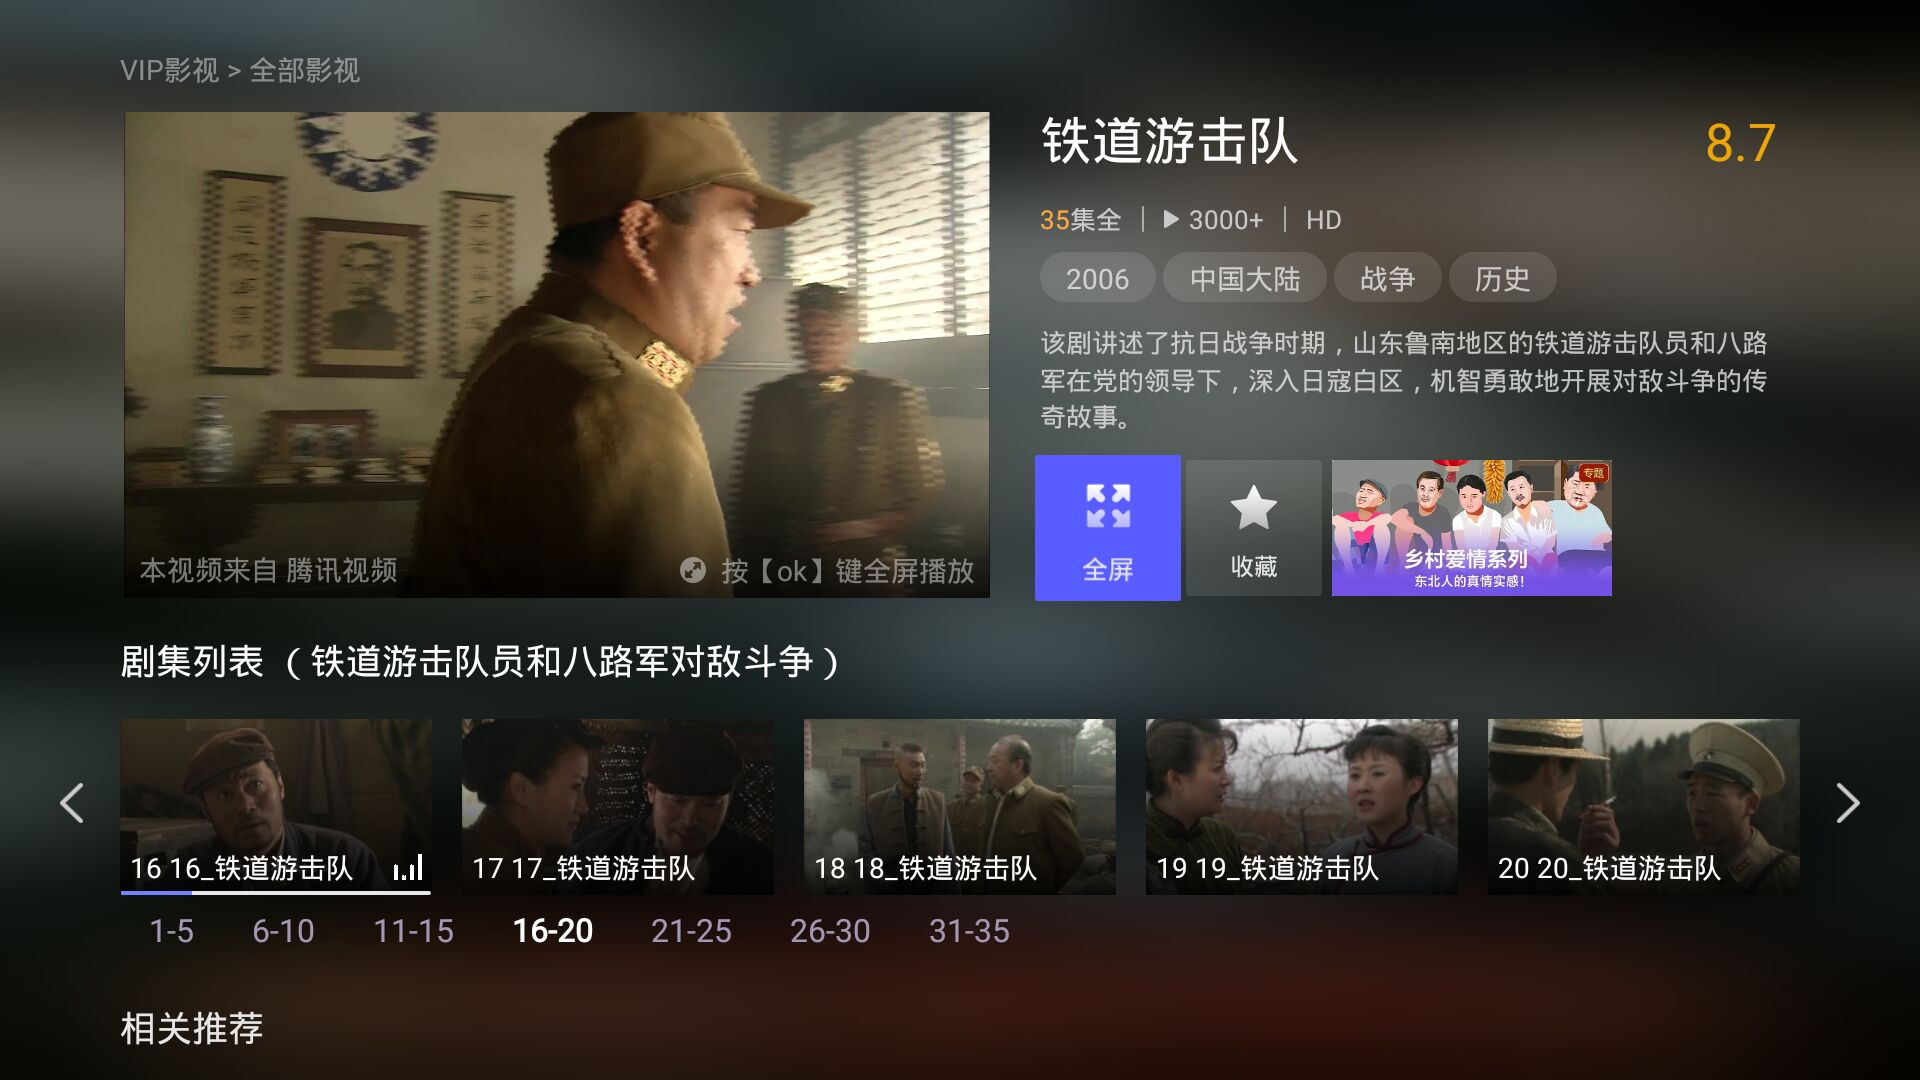 VIP影视 > 全部影视
铁道游击队
8.7
35集全 | 3000+ | HD
2006 中国大陆 战争 历史
该剧讲述了抗日战争时期，山东鲁南地区的铁道游击队员和八路
军在党的领导下，深入日寇白区，机智勇敢地开展对敌斗争的传
奇故事。
本视频来自 腾讯视频
按【ok】键全屏播放
全屏
收藏
专题
乡村爱情系列
东北人的真情实感！
剧集列表 （铁道游击队员和八路军对敌斗争）
16 16_铁道游击队
17 17_铁道游击队
18 18_铁道游击队
19 19_铁道游击队
20 20_铁道游击队
1-5 6-10 11-15 16-20 21-25 26-30 31-35
相关推荐